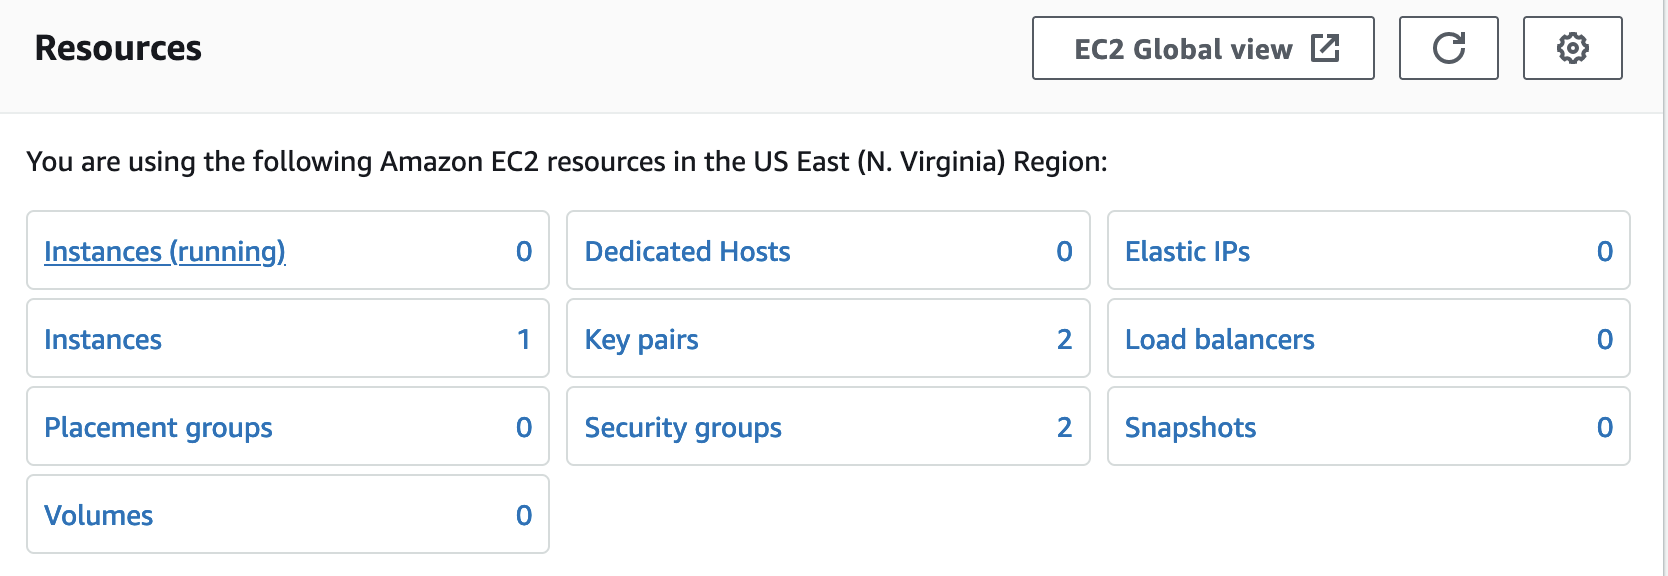 Resources
EC2 Global view
You are using the following Amazon EC2 resources in the US East (N. Virginia) Region:
Instances (running) 0
Dedicated Hosts 0
Elastic IPs 0
Instances 1
Key pairs 2
Load balancers 0
Placement groups 0
Security groups 2
Snapshots 0
Volumes 0